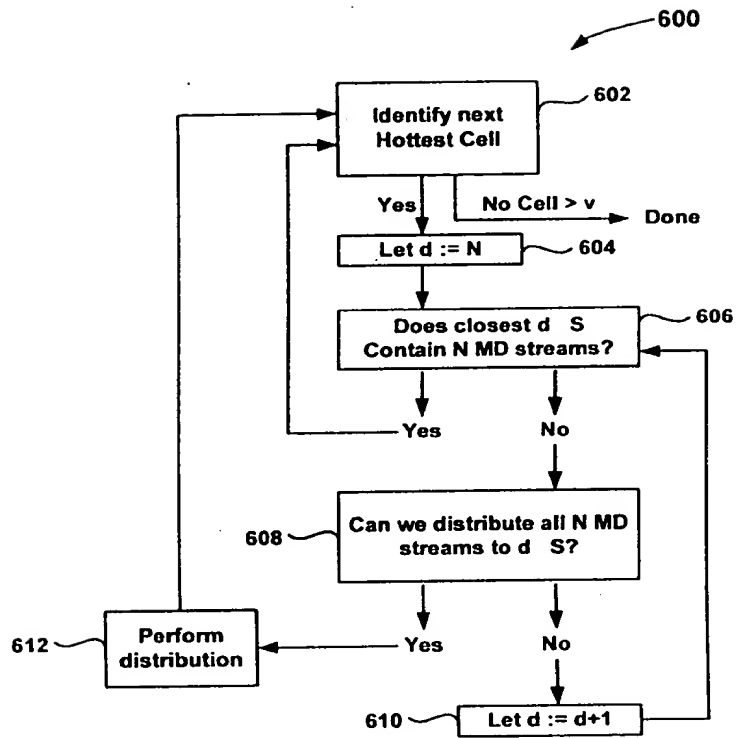 600
Identify next
Hottest Cell
602
Yes
No Cell > v
Done
Let d := N
604
Does closest d S
Contain N MD streams?
606
Yes
No
Can we distribute all N MD
streams to d S?
608
Yes
No
Perform
distribution
612
Let d := d+1
610